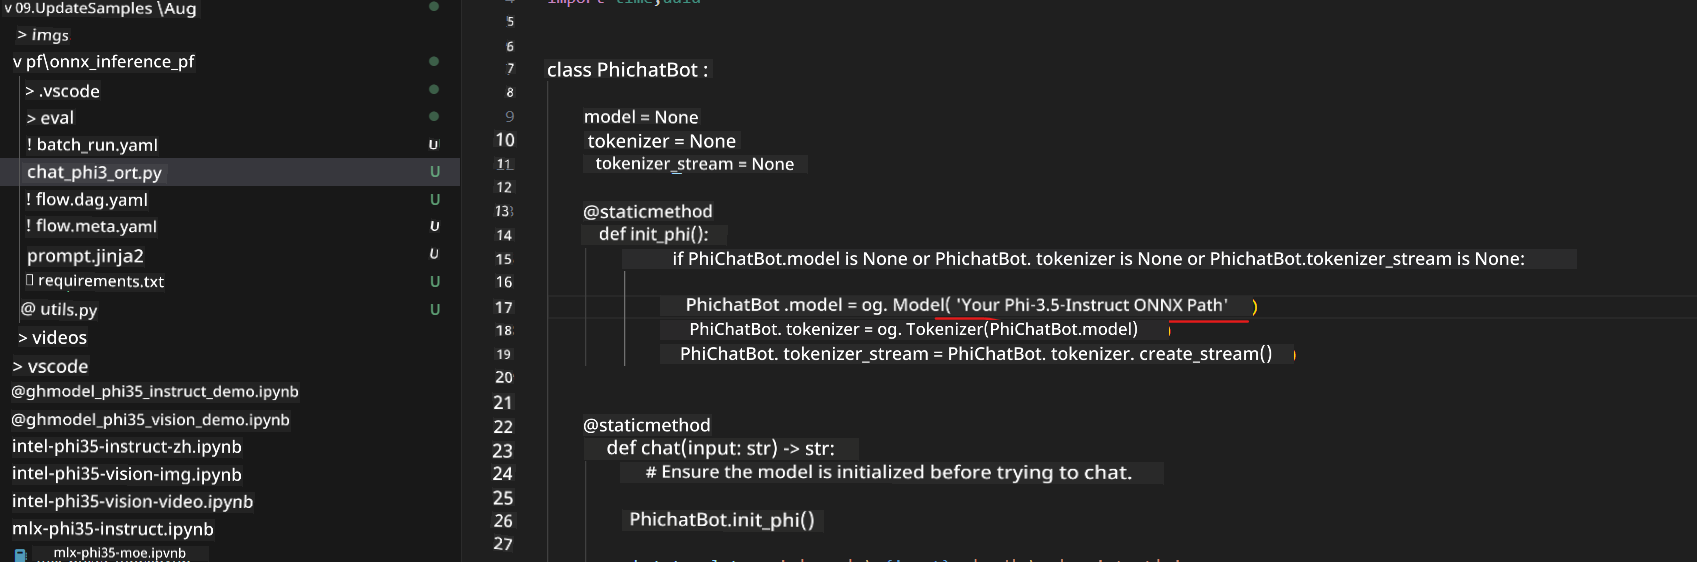 v 09.UpdateSamples \Aug
> imgs
v pf\onnx_inference_pf
> .vscode
> eval
! batch_run.yaml U
chat_phi3_ort.py U
! flow.dag.yaml U
! flow.meta.yaml U
prompt.jinja2 U
requirements.txt
@ utils.py U
> videos
> vscode
@ghmodel_phi35_instruct_demo.ipynb
@ghmodel_phi35_vision_demo.ipynb
intel-phi35-instruct-zh.ipynb
intel-phi35-vision-img.ipynb
intel-phi35-vision-video.ipynb
mlx-phi35-instruct.ipynb
mlx-phi35-moe.ipynb
5
6
7 class PhichatBot :
8
9 model = None
10 tokenizer = None
11 tokenizer_stream = None
12
13 @staticmethod
14 def init_phi():
15 if PhiChatBot.model is None or PhichatBot. tokenizer is None or PhichatBot.tokenizer_stream is None:
16
17 PhichatBot .model = og. Model( 'Your Phi-3.5-Instruct ONNX Path' )
18 PhiChatBot. tokenizer = og. Tokenizer(PhiChatBot.model) )
19 PhiChatBot. tokenizer_stream = PhiChatBot. tokenizer. create_stream() )
20
21
22 @staticmethod
23 def chat(input: str) -> str:
24 # Ensure the model is initialized before trying to chat.
25
26 PhichatBot.init_phi()
27